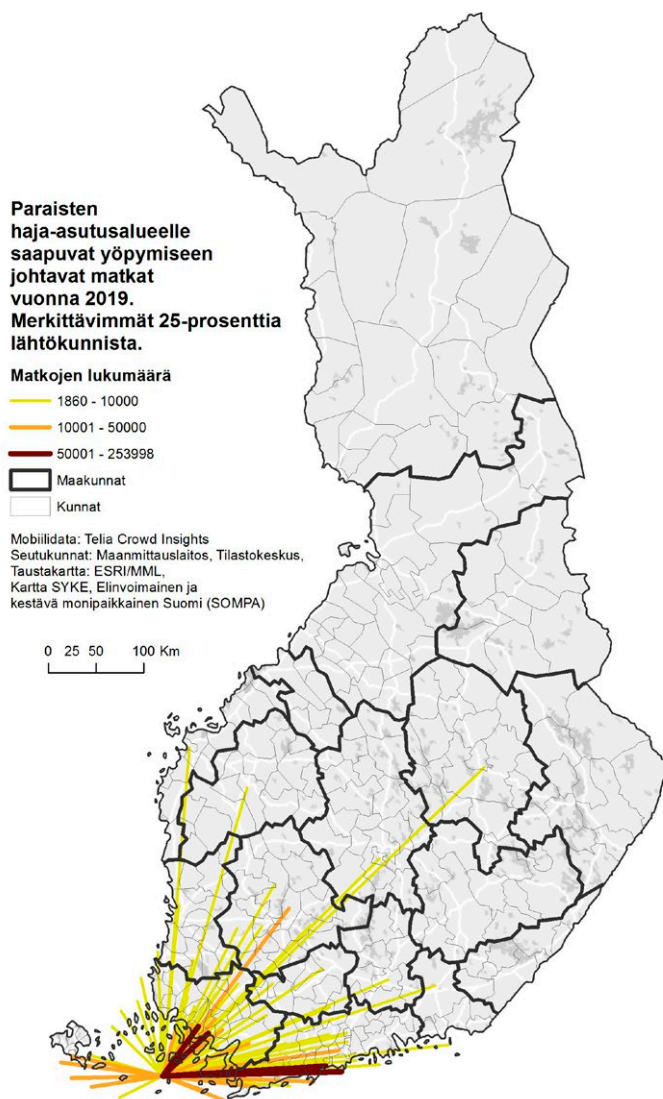 Paraisten
haja-asutusalueelle
saapuvat yöpymiseen
johtavat matkat
vuonna 2019.
Merkittävimmät 25-prosenttia
lähtökunnista.
Matkojen lukumäärä
1860 - 10000
10001 - 50000
50001 - 253998
Maakunnat
Kunnat
Mobiilidata: Telia Crowd Insights
Seutukunnat: Maanmittauslaitos, Tilastokeskus,
Taustakartta: ESRI/MML,
Kartta SYKE, Elinvoimainen ja
kestävä monipaikkainen Suomi (SOMPA)
0 25 50 100 Km